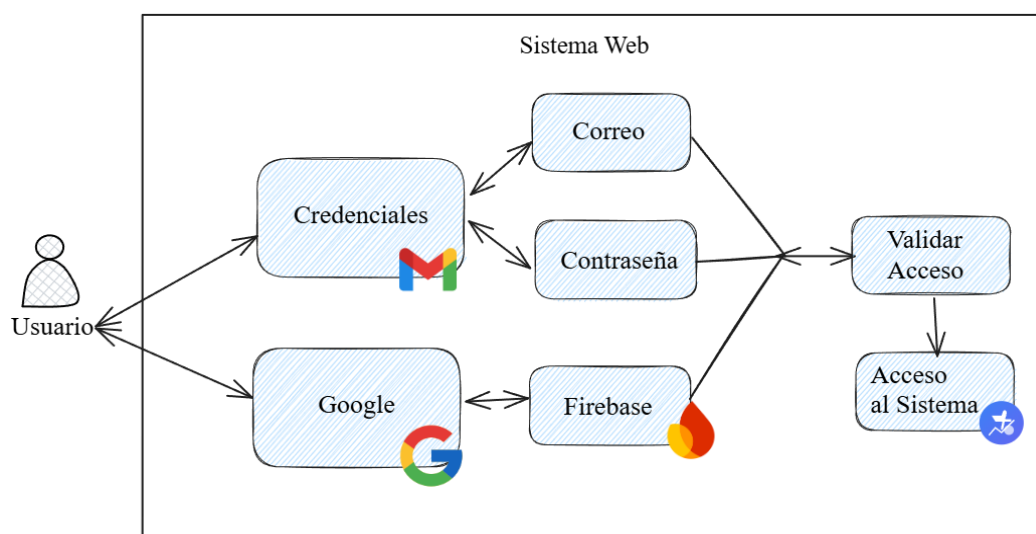 Sistema Web
Correo
Credenciales
Contraseña
Validar
Acceso
Usuario
Google
Firebase
Acceso
al Sistema